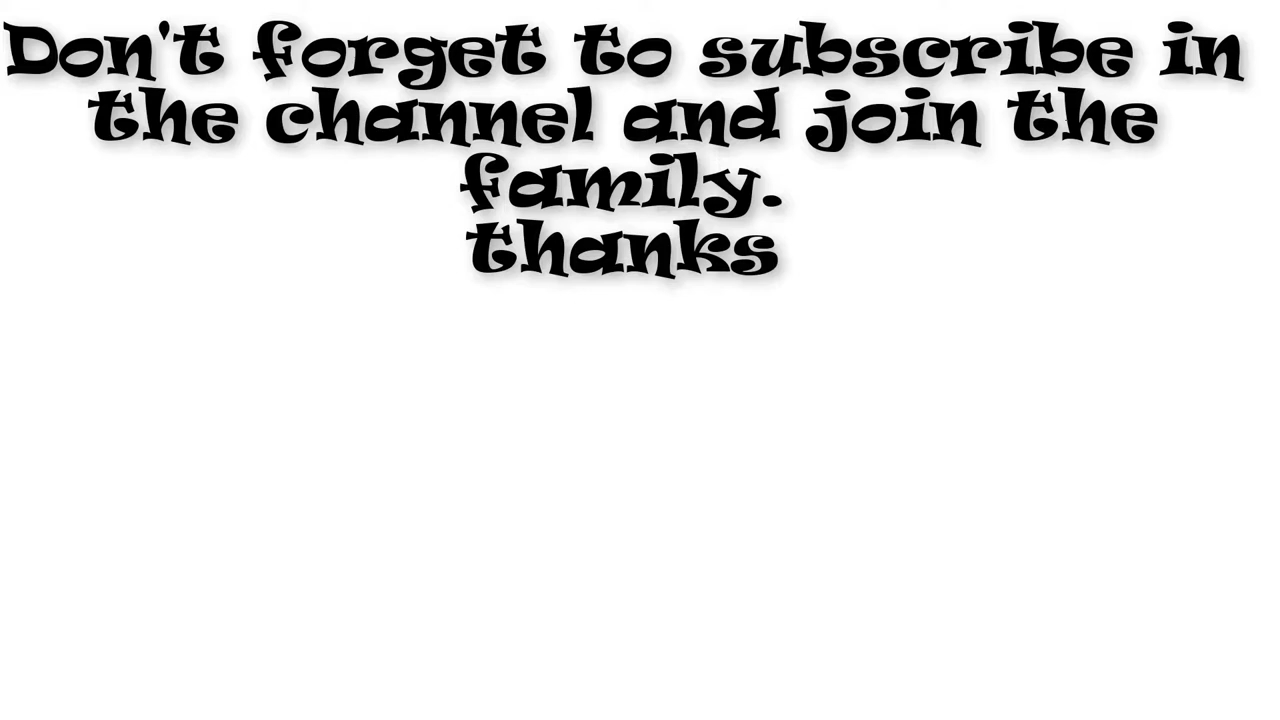 Don't forget to subscribe in
the channel and join the
family.
thanks